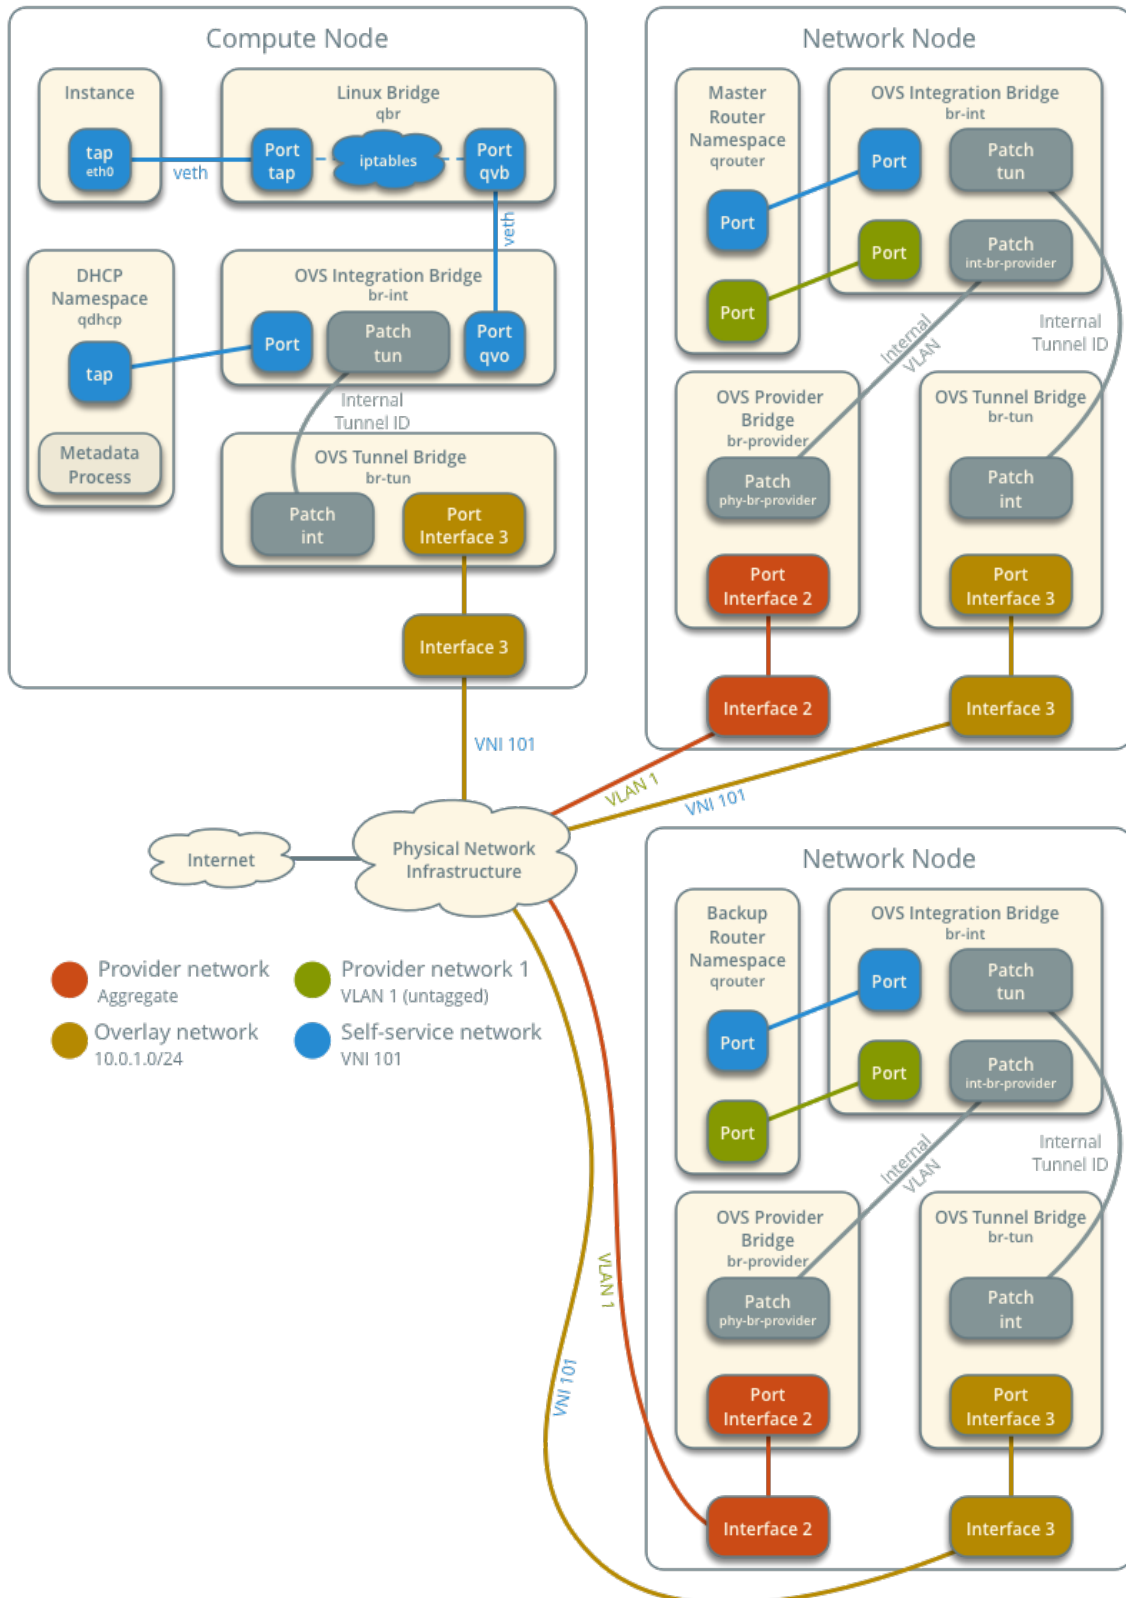 Compute Node
Instance
tap
eth0
veth
Linux Bridge
qbr
Port
tap
iptables
Port
qvb
veth
DHCP
Namespace
qdhcp
tap
Metadata
Process
OVS Integration Bridge
br-int
Port
Patch
tun
Port
qvo
Internal
Tunnel ID
OVS Tunnel Bridge
br-tun
Patch
int
Port
Interface 3
Interface 3
VNI 101
Network Node
Master
Router
Namespace
qrouter
Port
Port
OVS Integration Bridge
br-int
Port
Patch
tun
Port
Patch
int-br-provider
Internal
VLAN
Internal
Tunnel ID
OVS Provider
Bridge
br-provider
Patch
phy-br-provider
Port
Interface 2
OVS Tunnel Bridge
br-tun
Patch
int
Port
Interface 3
Interface 2
Interface 3
VLAN 1
VNI 101
Internet
Physical Network
Infrastructure
Provider network
Aggregate
Provider network 1
VLAN 1 (untagged)
Overlay network
10.0.1.0/24
Self-service network
VNI 101
Network Node
Backup
Router
Namespace
qrouter
Port
Port
OVS Integration Bridge
br-int
Port
Patch
tun
Port
Patch
int-br-provider
Internal
VLAN
Internal
Tunnel ID
OVS Provider
Bridge
br-provider
Patch
phy-br-provider
Port
Interface 2
OVS Tunnel Bridge
br-tun
Patch
int
Port
Interface 3
Interface 2
Interface 3
VLAN 1
VNI 101